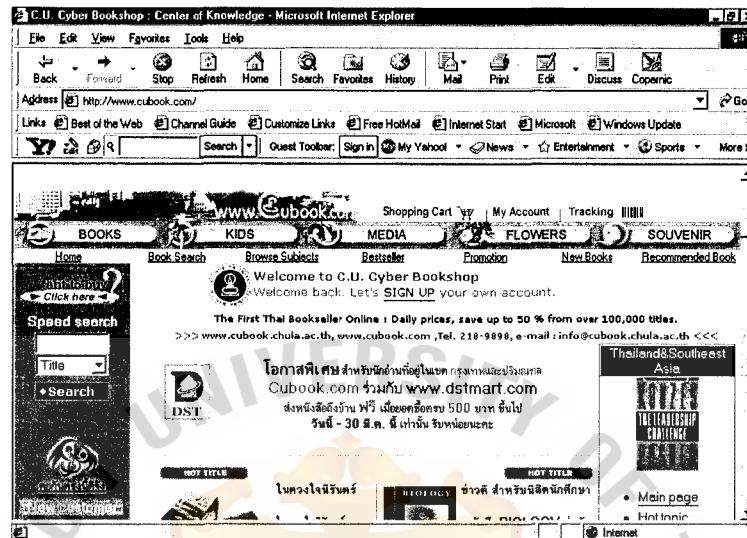 C.U. Cyber Bookshop : Center of Knowledge - Microsoft Internet Explorer
File Edit View Favorites Tools Help
Back Forward Stop Refresh Home Search Favorites History Mail Print Edit Discuss Copernic
Address http://www.cubook.com/ Go
Links Best of the Web Channel Guide Customize Links Free HotMail Internet Start Microsoft Windows Update
Y! Search Guest Toolbar: Sign in My Yahoo! News Entertainment Sports More
www.Cubook.com Shopping Cart My Account Tracking
BOOKS KIDS MEDIA FLOWERS SOUVENIR
Home Book Search Browse Subjects Bestseller Promotion New Books Recommended Book
Click here
Welcome to C.U. Cyber Bookshop
Welcome back. Let's SIGN UP your own account.
Speed search
The First Thai Bookseller Online : Daily prices, save up to 50 % from over 100,000 titles.
>>> www.cubook.chula.ac.th, www.cubook.com ,Tel. 218-9898, e-mail : info@cubook.chula.ac.th <<<
Title
Search
DST
โอกาสพิเศษ สำหรับนักอ่านที่อยู่ในเขต กรุงเทพและปริมณฑล
Cubook.com ร่วมกับ www.dstmart.com
ส่งหนังสือถึงบ้าน ฟรี เมื่อยอดซื้อครบ 500 บาท ขึ้นไป
วันนี้ - 30 มี.ค. นี้ เท่านั้น รีบหน่อยนะคะ
Thailand&Southeast
Asia
THE LEADERSHIP
CHALLENGE
HOT TITLE
ในดวงใจนิรันดร์
HOT TITLE
BIOLOGY
ข่าวดี สำหรับนิสิตนักศึกษา
Main page
Hot topic
New customer
Internet
UNIVERSITY OF